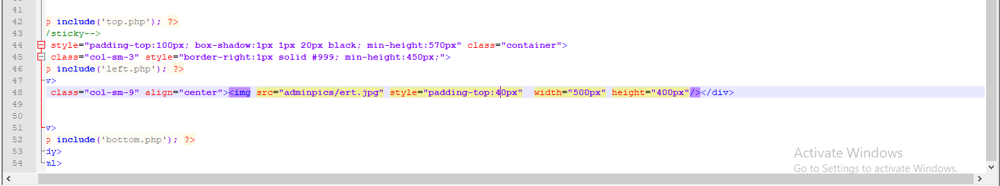 41
42 p include('top.php'); ?>
43 /sticky-->
44 style="padding-top:100px; box-shadow:1px 1px 20px black; min-height:570px" class="container">
45 class="col-sm-3" style="border-right:1px solid #999; min-height:450px;">
46 p include('left.php'); ?>
47 v>
48 class="col-sm-9" align="center"><img src="adminpics/ert.jpg" style="padding-top:40px"  width="500px" height="400px"/></div>
49
50
51 v>
52 p include('bottom.php'); ?>
53 dy>
54 ml>
Activate Windows
Go to Settings to activate Windows.